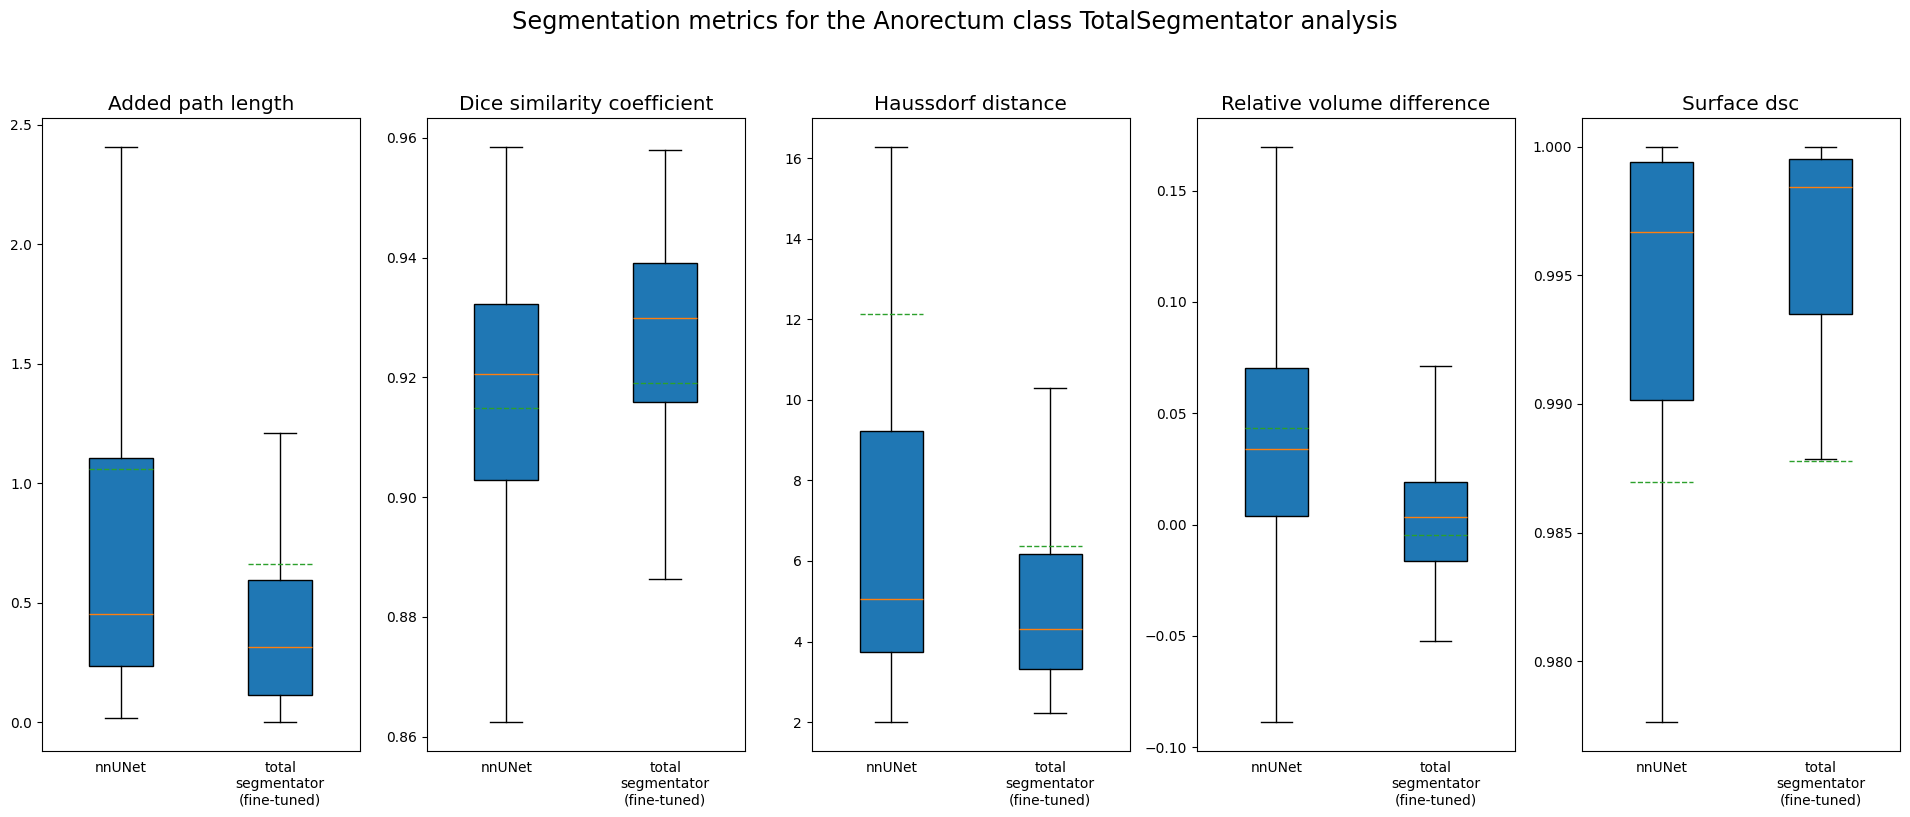 Segmentation metrics for the Anorectum class TotalSegmentator analysis
Added path length
2.5
2.0
1.5
1.0
0.5
0.0
nnUNet
total
segmentator
(fine-tuned)
Dice similarity coefficient
0.96
0.94
0.92
0.90
0.88
0.86
nnUNet
total
segmentator
(fine-tuned)
Haussdorf distance
16
14
12
10
8
6
4
2
nnUNet
total
segmentator
(fine-tuned)
Relative volume difference
0.15
0.10
0.05
0.00
−0.05
−0.10
nnUNet
total
segmentator
(fine-tuned)
Surface dsc
1.000
0.995
0.990
0.985
0.980
nnUNet
total
segmentator
(fine-tuned)